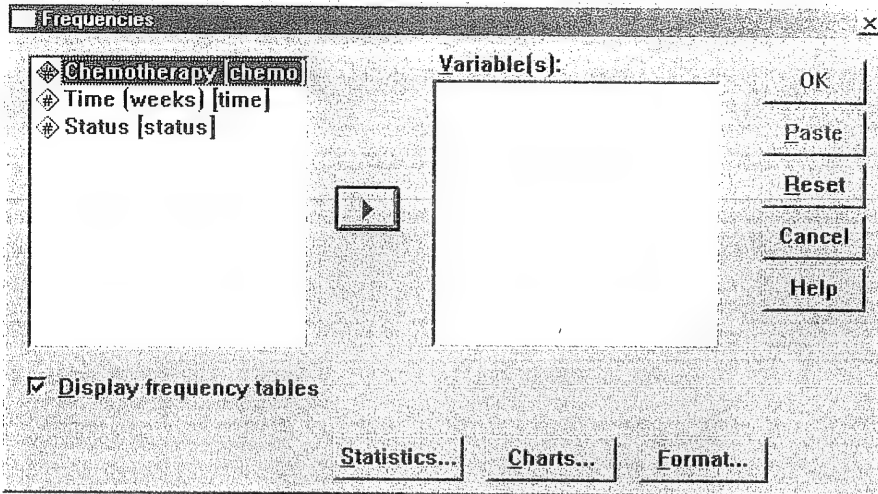 Frequencies
Chemotherapy [chemo]
Time (weeks) [time]
Status [status]
Variable(s):
OK
Paste
Reset
Cancel
Help
Display frequency tables
Statistics...
Charts...
Format...